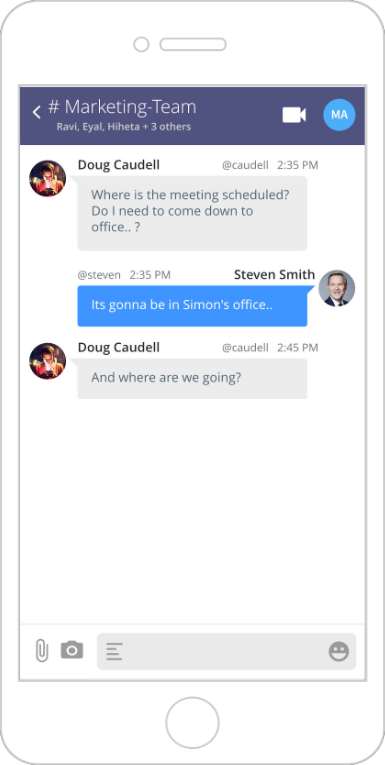 # Marketing-Team
MA
Ravi, Eyal, Hiheta + 3 others
Doug Caudell @caudell 2:35 PM
Where is the meeting scheduled?
Do I need to come down to
office.. ?
@steven 2:35 PM Steven Smith
Its gonna be in Simon's office..
Doug Caudell @caudell 2:45 PM
And where are we going?